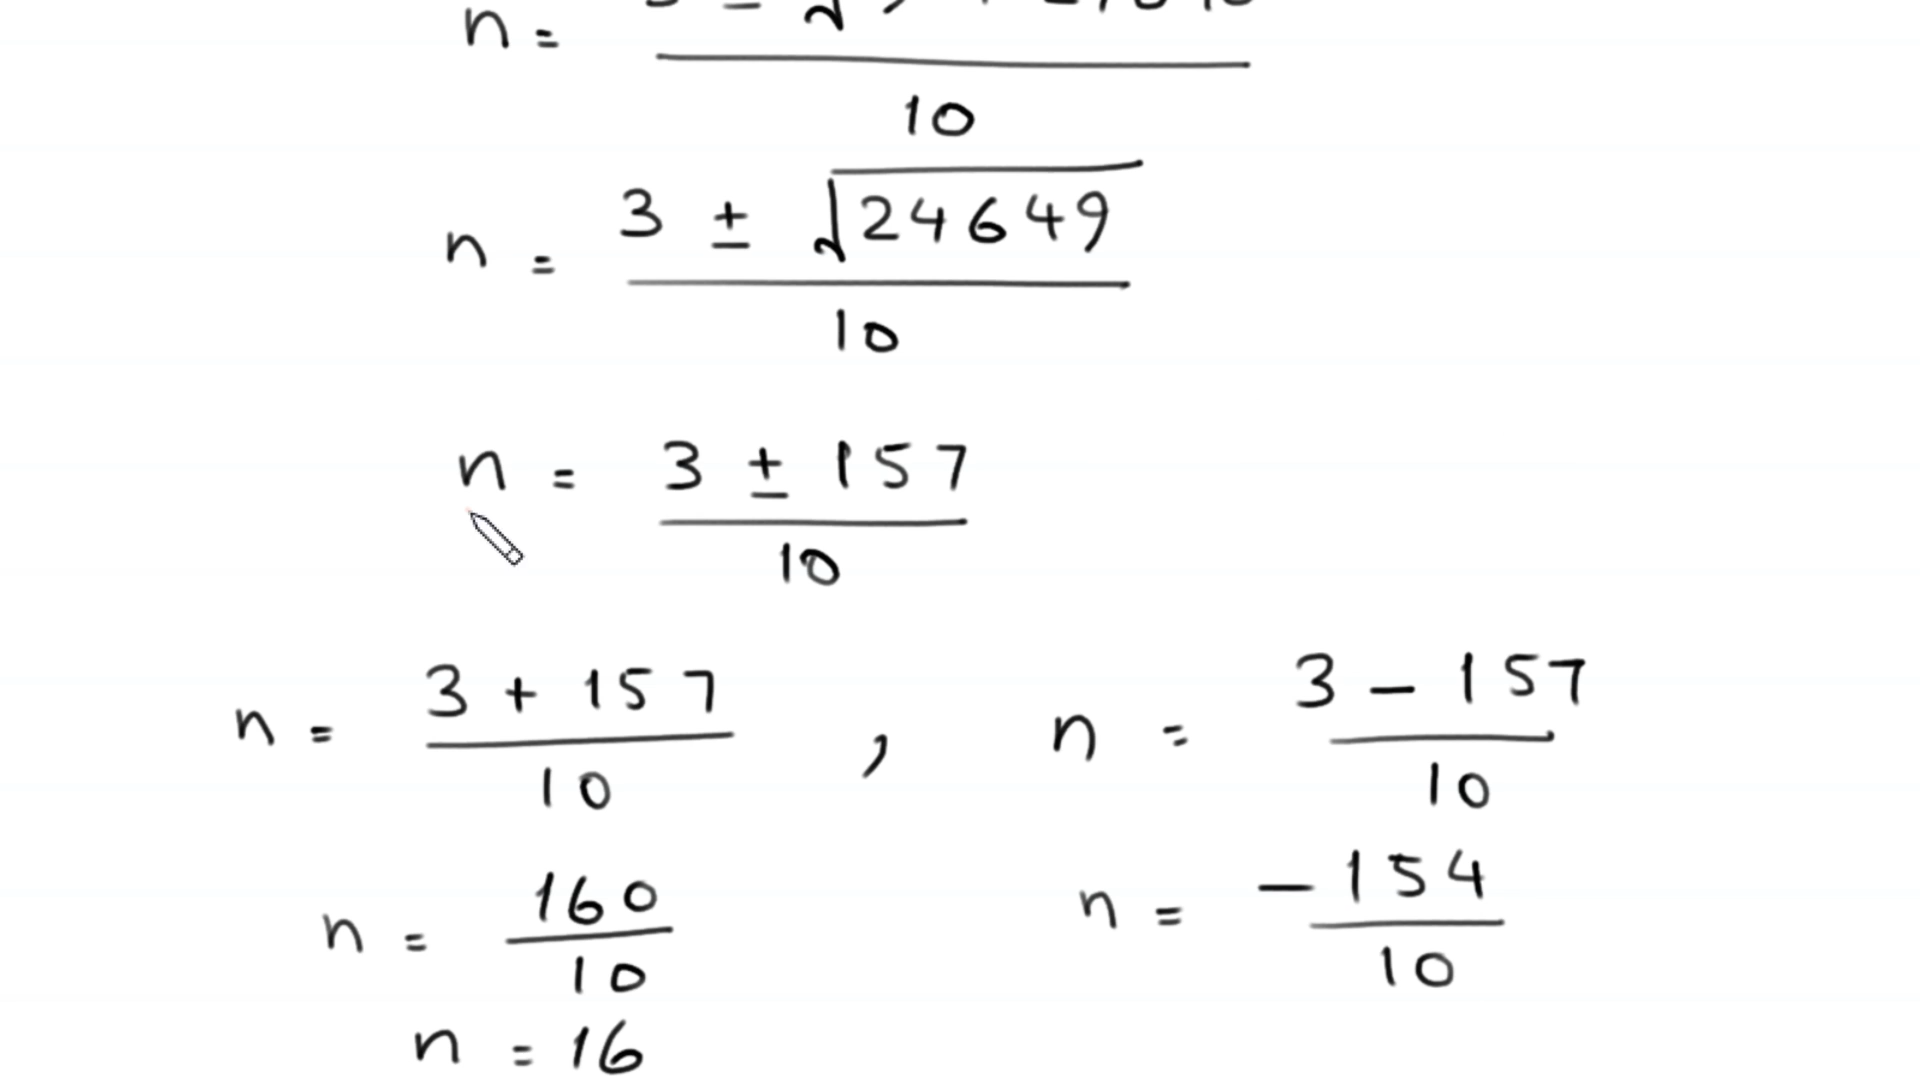 n =
10
n = 3 ± √24649
10
n = 3 ± 157
10
n = 3 + 157 , n = 3 - 157
10 10
n = 160 n = -154
10 10
n = 16